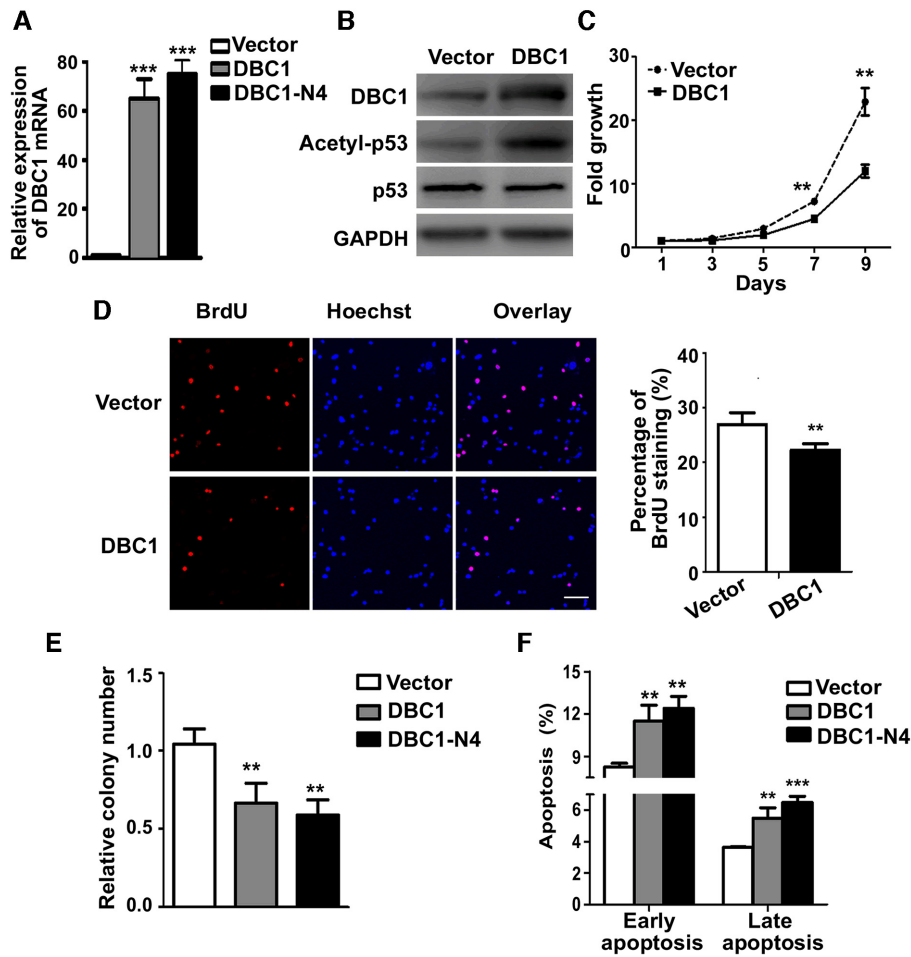 A
Relative expression
of DBC1 mRNA
80
60
40
20
0
***
***
Vector
DBC1
DBC1-N4
B
Vector DBC1
DBC1
Acetyl-p53
p53
GAPDH
C
Fold growth
30
20
10
0
Vector
DBC1
**
**
1 3 5 7 9
Days
D
BrdU Hoechst Overlay
Vector
DBC1
Percentage of
BrdU staining (%)
40
30
20
10
0
**
Vector DBC1
E
Relative colony number
1.5
1.0
0.5
0.0
**
**
Vector
DBC1
DBC1-N4
F
Apoptosis (%)
15
12
9
6
4
2
0
**
**
**
***
Vector
DBC1
DBC1-N4
Early
apoptosis
Late
apoptosis